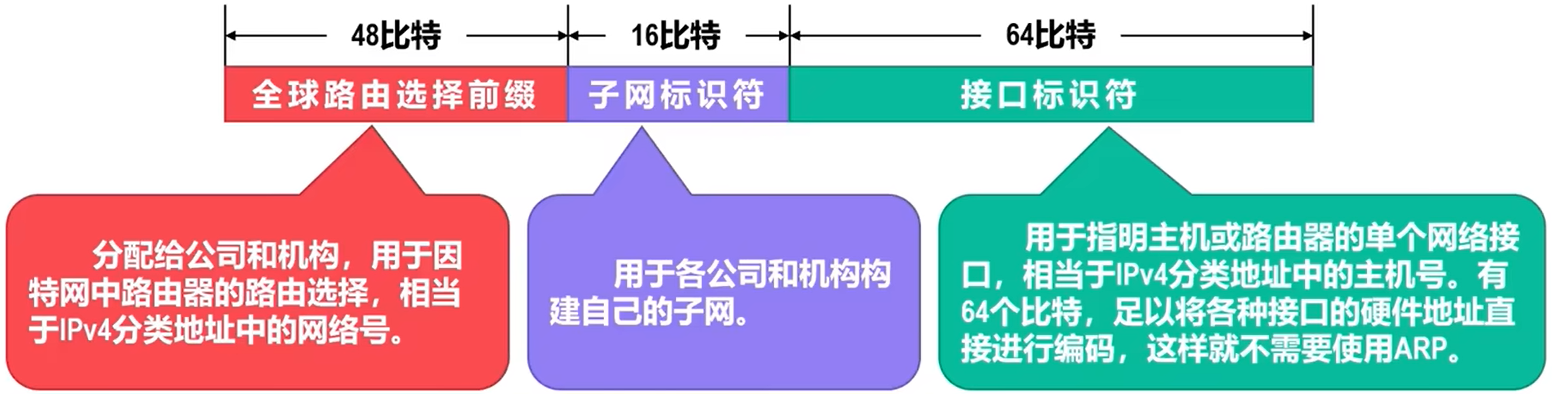 48比特 16比特 64比特
全球路由选择前缀 子网标识符 接口标识符
分配给公司和机构，用于因
特网中路由器的路由选择，相当
于IPv4分类地址中的网络号。
用于各公司和机构构
建自己的子网。
用于指明主机或路由器的单个网络接
口，相当于IPv4分类地址中的主机号。有
64个比特，足以将各种接口的硬件地址直
接进行编码，这样就不需要使用ARP。